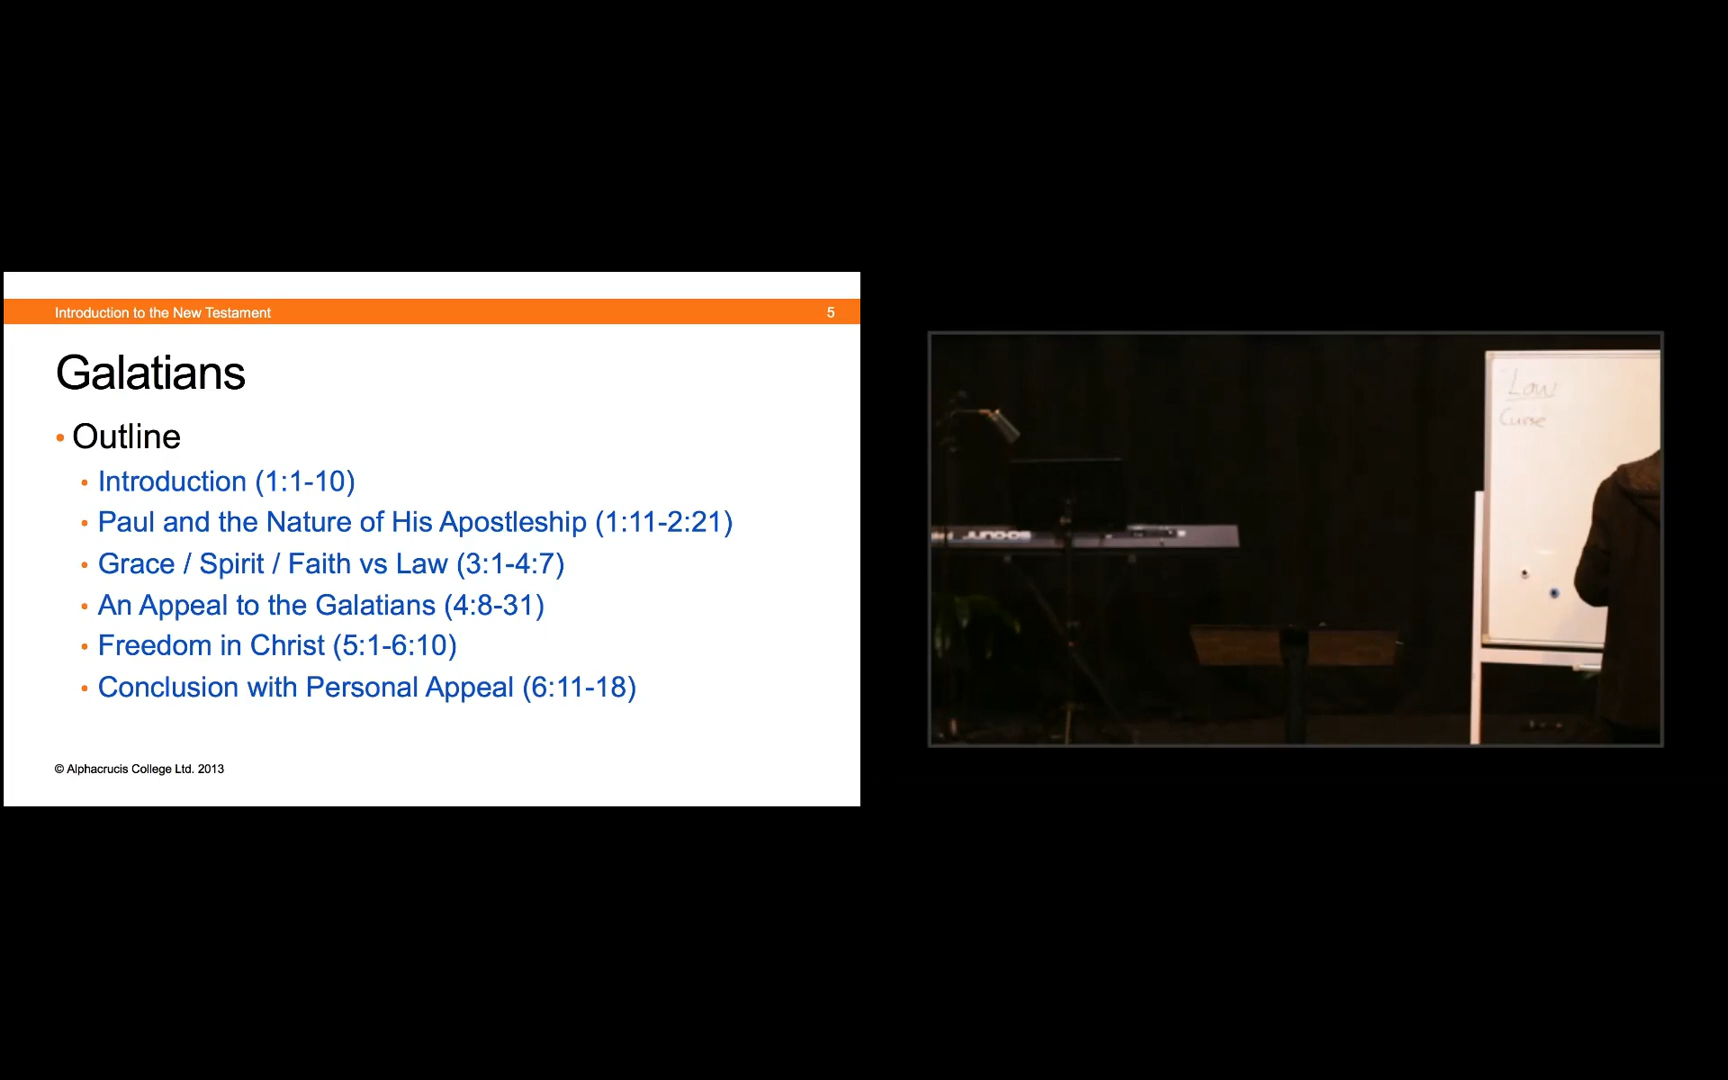 Introduction to the New Testament 5
Galatians
• Outline
• Introduction (1:1-10)
• Paul and the Nature of His Apostleship (1:11-2:21)
• Grace / Spirit / Faith vs Law (3:1-4:7)
• An Appeal to the Galatians (4:8-31)
• Freedom in Christ (5:1-6:10)
• Conclusion with Personal Appeal (6:11-18)
© Alphacrucis College Ltd. 2013
Law
Curse
JUNO-DS